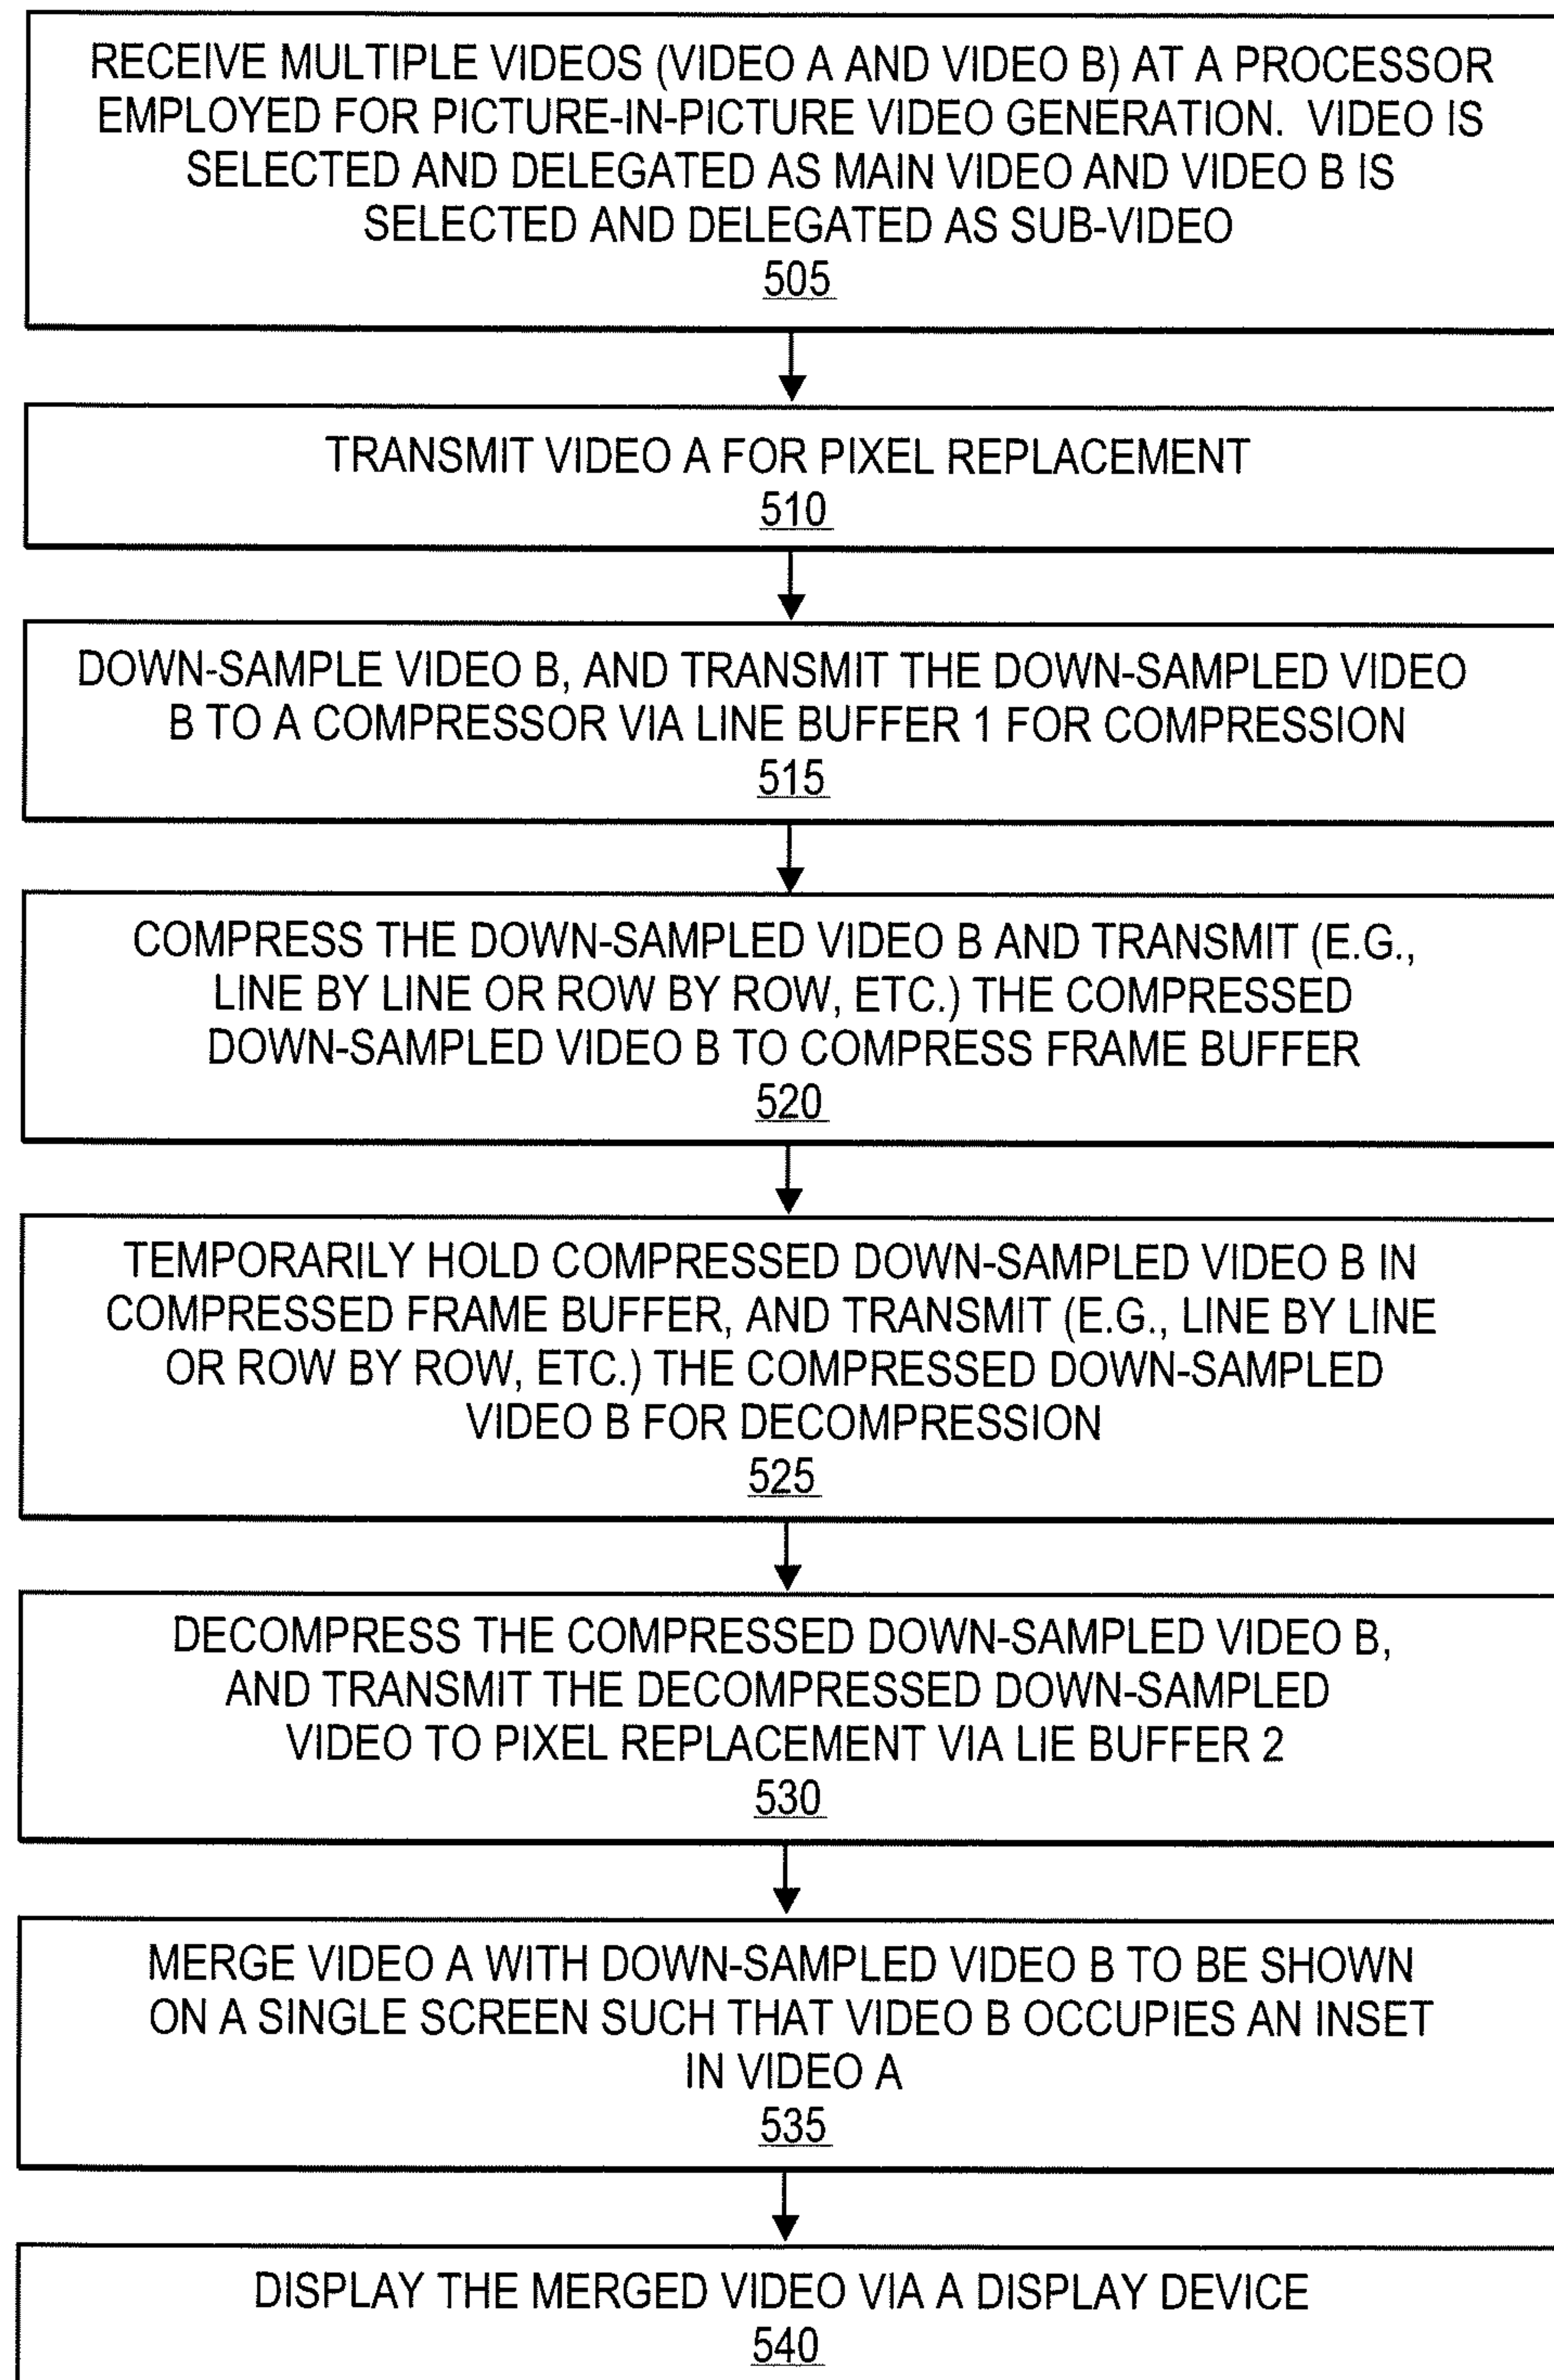 RECEIVE MULTIPLE VIDEOS (VIDEO A AND VIDEO B) AT A PROCESSOR
EMPLOYED FOR PICTURE-IN-PICTURE VIDEO GENERATION. VIDEO IS
SELECTED AND DELEGATED AS MAIN VIDEO AND VIDEO B IS
SELECTED AND DELEGATED AS SUB-VIDEO
505
TRANSMIT VIDEO A FOR PIXEL REPLACEMENT
510
DOWN-SAMPLE VIDEO B, AND TRANSMIT THE DOWN-SAMPLED VIDEO
B TO A COMPRESSOR VIA LINE BUFFER 1 FOR COMPRESSION
515
COMPRESS THE DOWN-SAMPLED VIDEO B AND TRANSMIT (E.G.,
LINE BY LINE OR ROW BY ROW, ETC.) THE COMPRESSED
DOWN-SAMPLED VIDEO B TO COMPRESS FRAME BUFFER
520
TEMPORARILY HOLD COMPRESSED DOWN-SAMPLED VIDEO B IN
COMPRESSED FRAME BUFFER, AND TRANSMIT (E.G., LINE BY LINE
OR ROW BY ROW, ETC.) THE COMPRESSED DOWN-SAMPLED
VIDEO B FOR DECOMPRESSION
525
DECOMPRESS THE COMPRESSED DOWN-SAMPLED VIDEO B,
AND TRANSMIT THE DECOMPRESSED DOWN-SAMPLED
VIDEO TO PIXEL REPLACEMENT VIA LIE BUFFER 2
530
MERGE VIDEO A WITH DOWN-SAMPLED VIDEO B TO BE SHOWN
ON A SINGLE SCREEN SUCH THAT VIDEO B OCCUPIES AN INSET
IN VIDEO A
535
DISPLAY THE MERGED VIDEO VIA A DISPLAY DEVICE
540